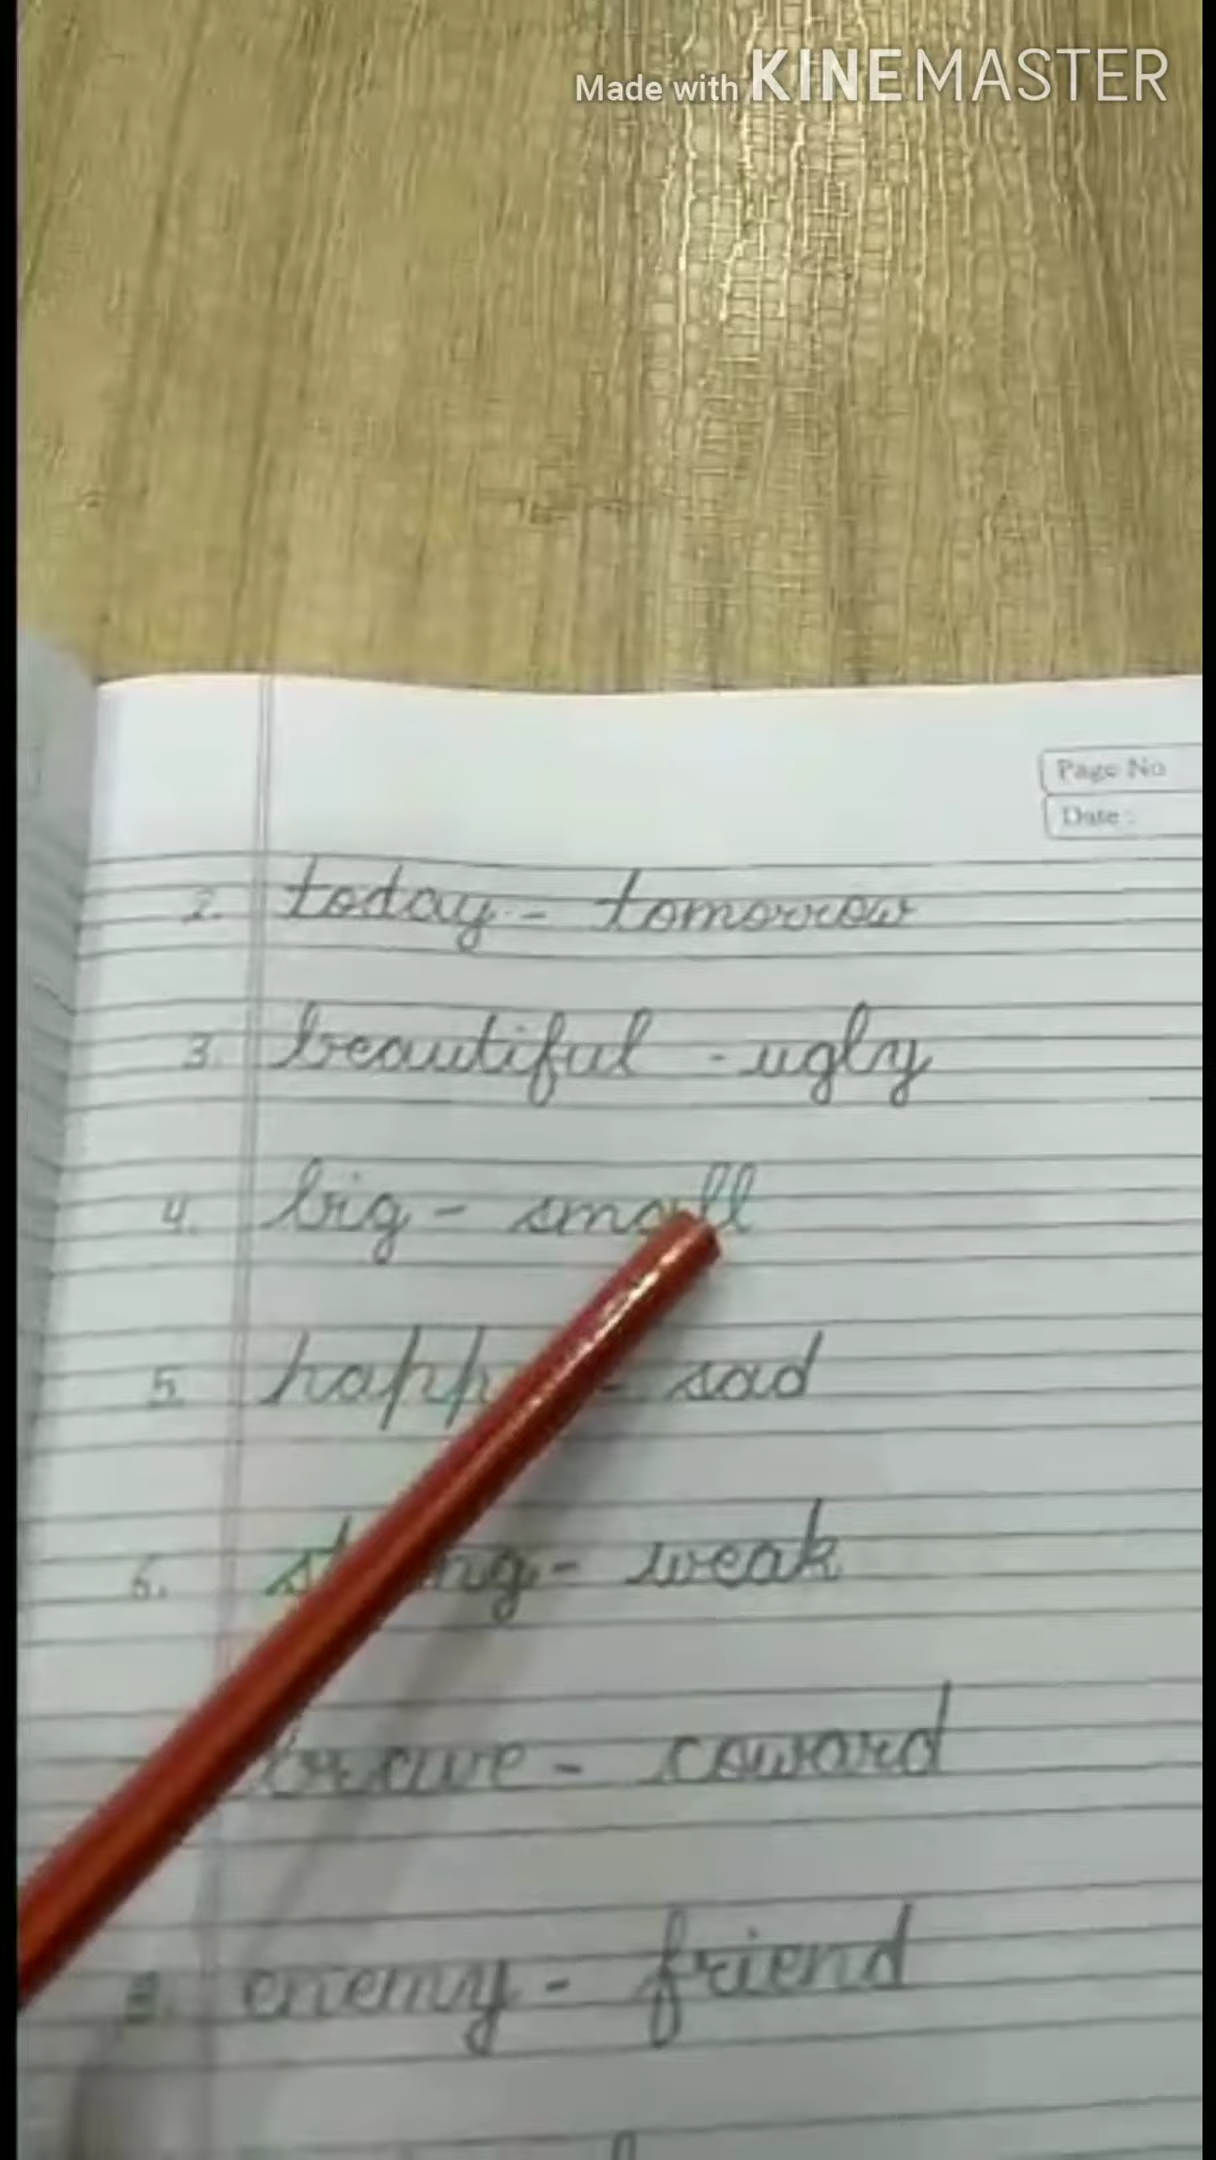 Made with KINEMASTER
Page No
Date :
2. today - tomorrow
3. beautiful - ugly
4. big - small
5. happy - sad
6. strong - weak
brave - coward
8. enemy - friend